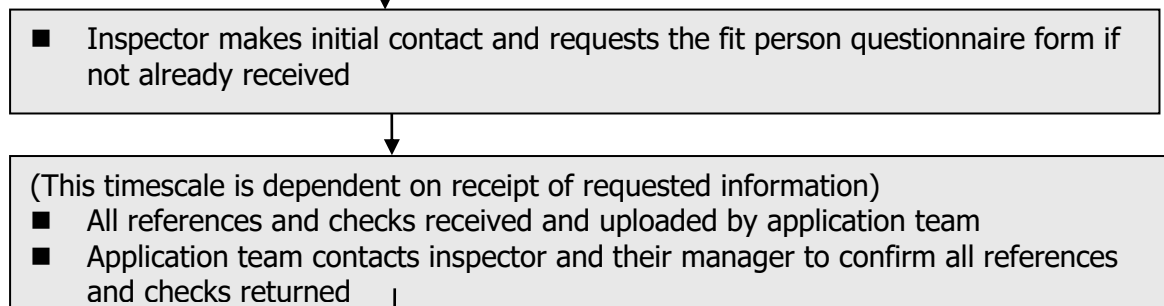 ■ Inspector makes initial contact and requests the fit person questionnaire form if
not already received
(This timescale is dependent on receipt of requested information)
■ All references and checks received and uploaded by application team
■ Application team contacts inspector and their manager to confirm all references
and checks returned